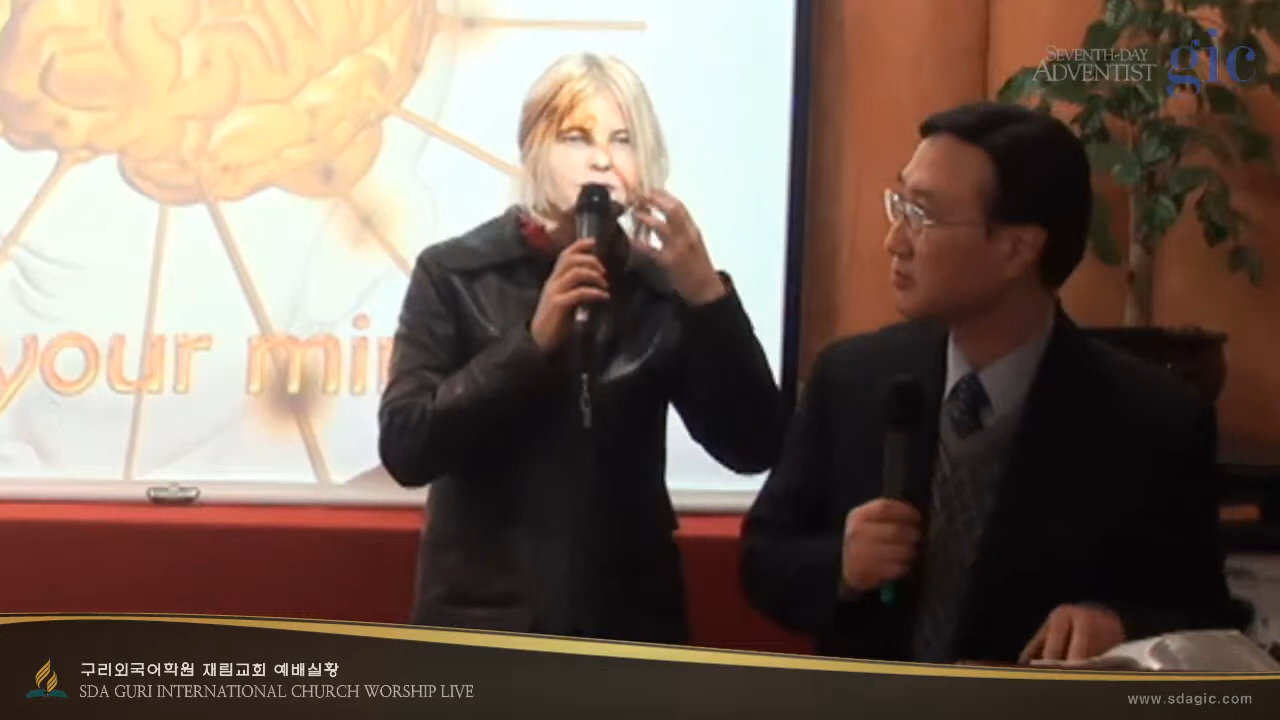 SEVENTH-DAY
ADVENTIST
gic
your
구리외국어학원 재림교회 예배실황
SDA GURI INTERNATIONAL CHURCH WORSHIP LIVE
www.sdagic.com